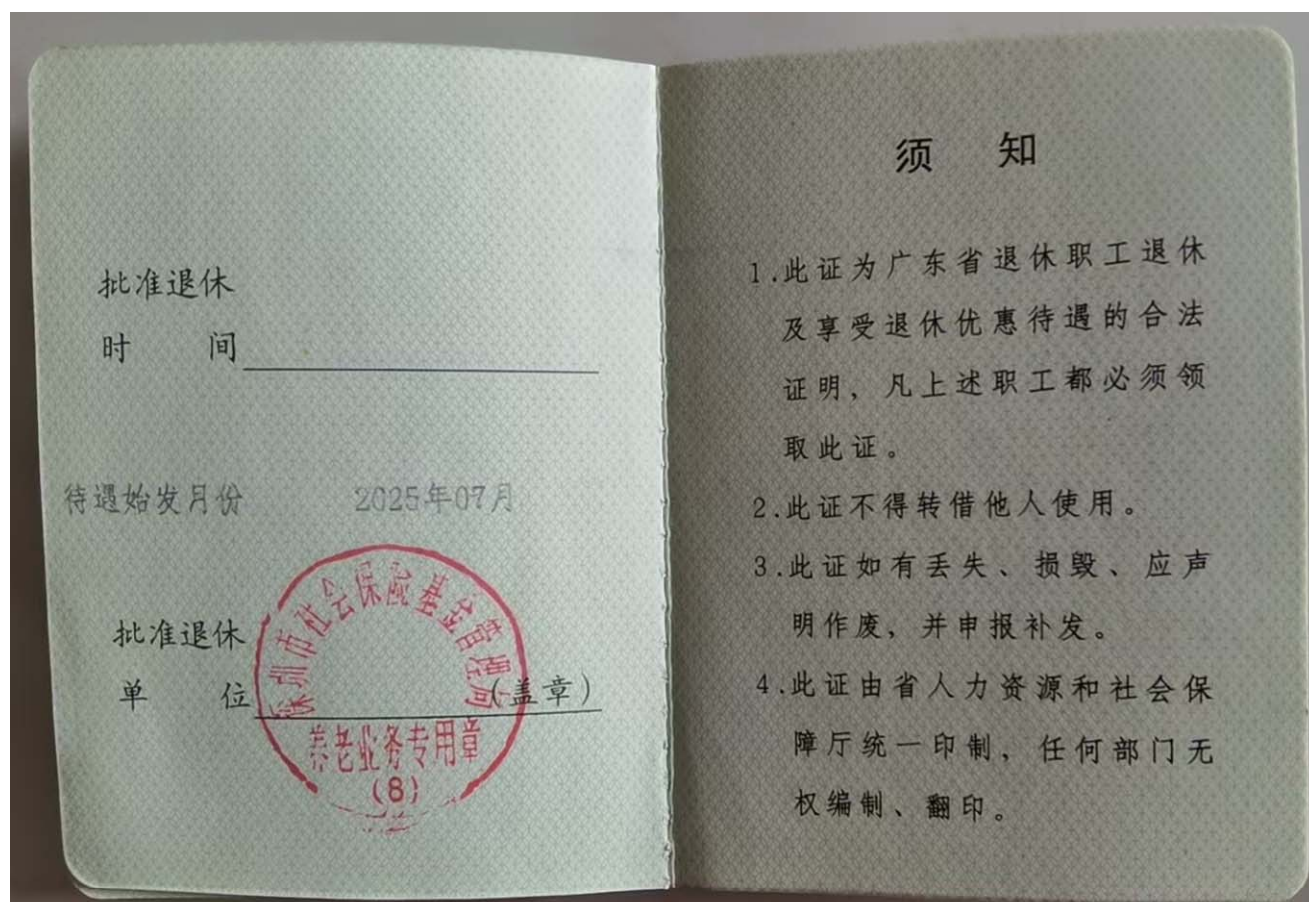 批准退休
时 间
待遇始发月份 2025年07月
批准退休
单 位 (盖章)
深圳市社会保险基金管理局
养老业务专用章
(8)
须 知
1.此证为广东省退休职工退休
及享受退休优惠待遇的合法
证明，凡上述职工都必须领
取此证。
2.此证不得转借他人使用。
3.此证如有丢失、损毁、应声
明作废，并申报补发。
4.此证由省人力资源和社会保
障厅统一印制，任何部门无
权编制、翻印。